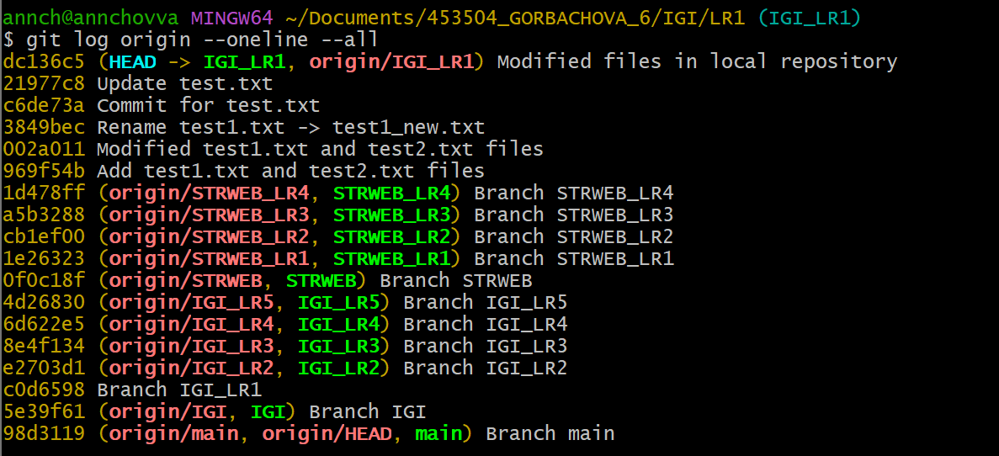 annch@annchovva MINGW64 ~/Documents/453504_GORBACHOVA_6/IGI/LR1 (IGI_LR1)
$ git log origin --oneline --all
dc136c5 (HEAD -> IGI_LR1, origin/IGI_LR1) Modified files in local repository
21977c8 Update test.txt
c6de73a Commit for test.txt
3849bec Rename test1.txt -> test1_new.txt
002a011 Modified test1.txt and test2.txt files
969f54b Add test1.txt and test2.txt files
1d478ff (origin/STRWEB_LR4, STRWEB_LR4) Branch STRWEB_LR4
a5b3288 (origin/STRWEB_LR3, STRWEB_LR3) Branch STRWEB_LR3
cb1ef00 (origin/STRWEB_LR2, STRWEB_LR2) Branch STRWEB_LR2
1e26323 (origin/STRWEB_LR1, STRWEB_LR1) Branch STRWEB_LR1
0f0c18f (origin/STRWEB, STRWEB) Branch STRWEB
4d26830 (origin/IGI_LR5, IGI_LR5) Branch IGI_LR5
6d622e5 (origin/IGI_LR4, IGI_LR4) Branch IGI_LR4
8e4f134 (origin/IGI_LR3, IGI_LR3) Branch IGI_LR3
e2703d1 (origin/IGI_LR2, IGI_LR2) Branch IGI_LR2
c0d6598 Branch IGI_LR1
5e39f61 (origin/IGI, IGI) Branch IGI
98d3119 (origin/main, origin/HEAD, main) Branch main